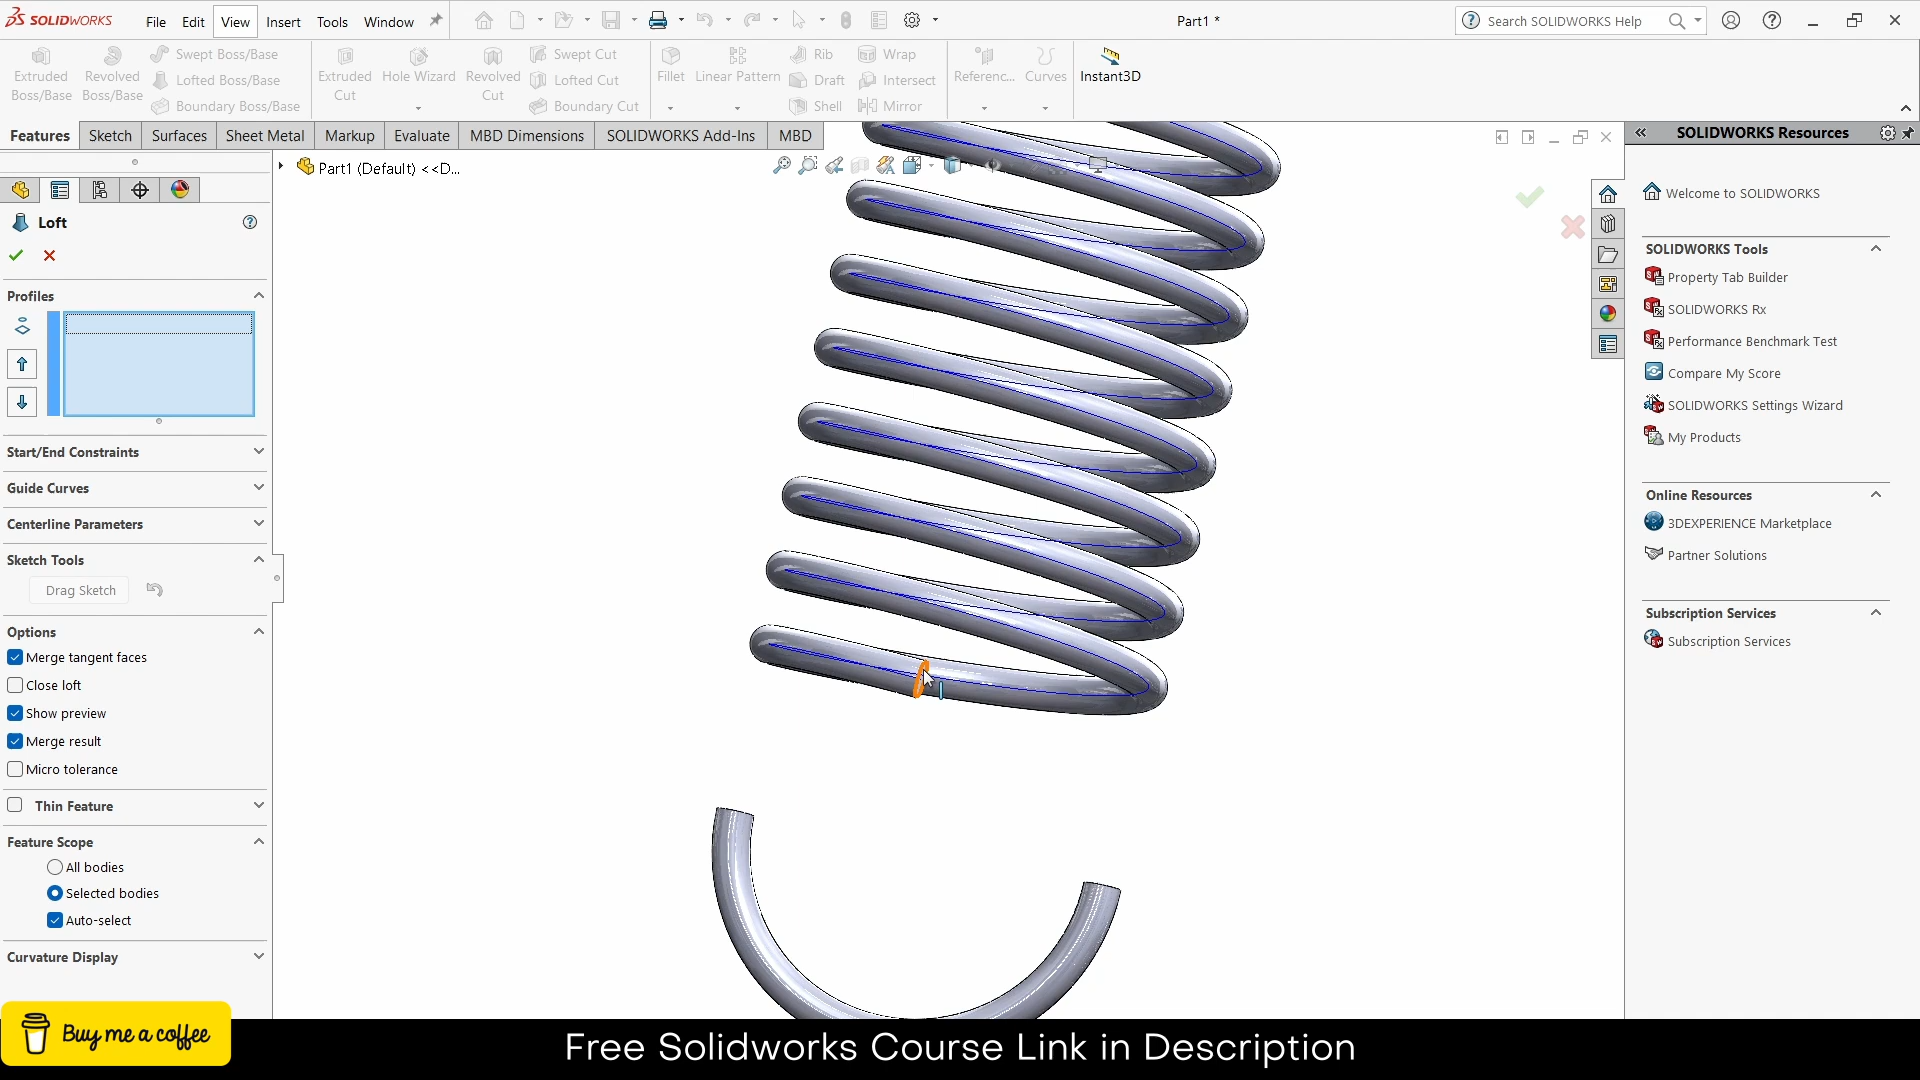 SOLIDWORKS
File Edit View Insert Tools Window
Part1 *
Search SOLIDWORKS Help
Extruded Boss/Base
Revolved Boss/Base
Swept Boss/Base
Lofted Boss/Base
Boundary Boss/Base
Extruded Cut
Hole Wizard
Revolved Cut
Swept Cut
Lofted Cut
Boundary Cut
Fillet
Linear Pattern
Rib
Draft
Shell
Wrap
Intersect
Mirror
Referenc...
Curves
Instant3D
Features Sketch Surfaces Sheet Metal Markup Evaluate MBD Dimensions SOLIDWORKS Add-Ins MBD
Part1 (Default) <<D...
Loft
Profiles
Start/End Constraints
Guide Curves
Centerline Parameters
Sketch Tools
Drag Sketch
Options
Merge tangent faces
Close loft
Show preview
Merge result
Micro tolerance
Thin Feature
Feature Scope
All bodies
Selected bodies
Auto-select
Curvature Display
SOLIDWORKS Resources
Welcome to SOLIDWORKS
SOLIDWORKS Tools
Property Tab Builder
SOLIDWORKS Rx
Performance Benchmark Test
Compare My Score
SOLIDWORKS Settings Wizard
My Products
Online Resources
3DEXPERIENCE Marketplace
Partner Solutions
Subscription Services
Subscription Services
Buy me a coffee
Free Solidworks Course Link in Description